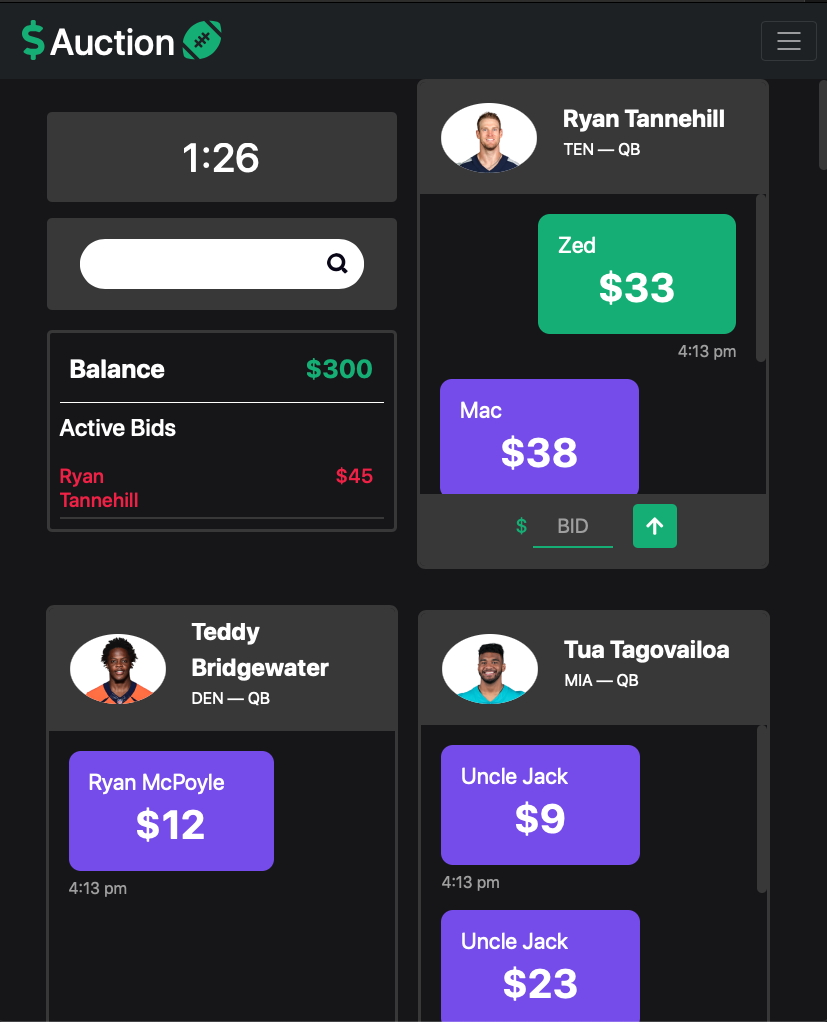 $ Auction
1:26
Balance $300
Active Bids
Ryan $45
Tannehill
Ryan Tannehill
TEN — QB
Zed
$33
4:13 pm
Mac
$38
$ BID
Teddy
Bridgewater
DEN — QB
Ryan McPoyle
$12
4:13 pm
Tua Tagovailoa
MIA — QB
Uncle Jack
$9
4:13 pm
Uncle Jack
$23